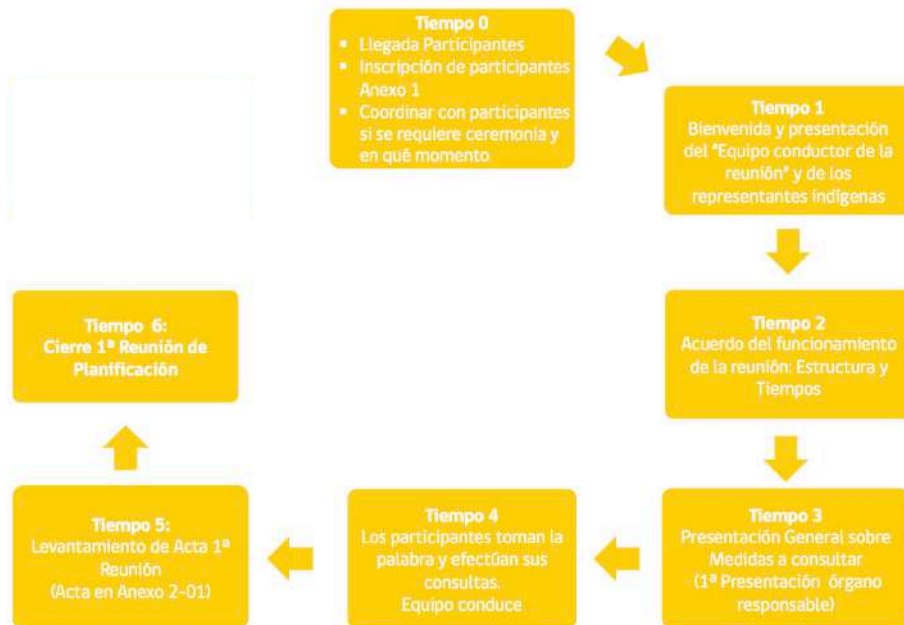 Tiempo 0
▪ Llegada Participantes
▪ Inscripción de participantes
Anexo 1
▪ Coordinar con participantes
si se requiere ceremonia y
en qué momento
Tiempo 1
Bienvenida y presentación
del "Equipo conductor de la
reunión" y de los
representantes indígenas
Tiempo 2
Acuerdo del funcionamiento
de la reunión: Estructura y
Tiempos
Tiempo 3
Presentación General sobre
Medidas a consultar
(1ª Presentación órgano
responsable)
Tiempo 4
Los participantes toman la
palabra y efectúan sus
consultas.
Equipo conduce
Tiempo 5:
Levantamiento de Acta 1ª
Reunión
(Acta en Anexo 2-01)
Tiempo 6:
Cierre 1ª Reunión de
Planificación